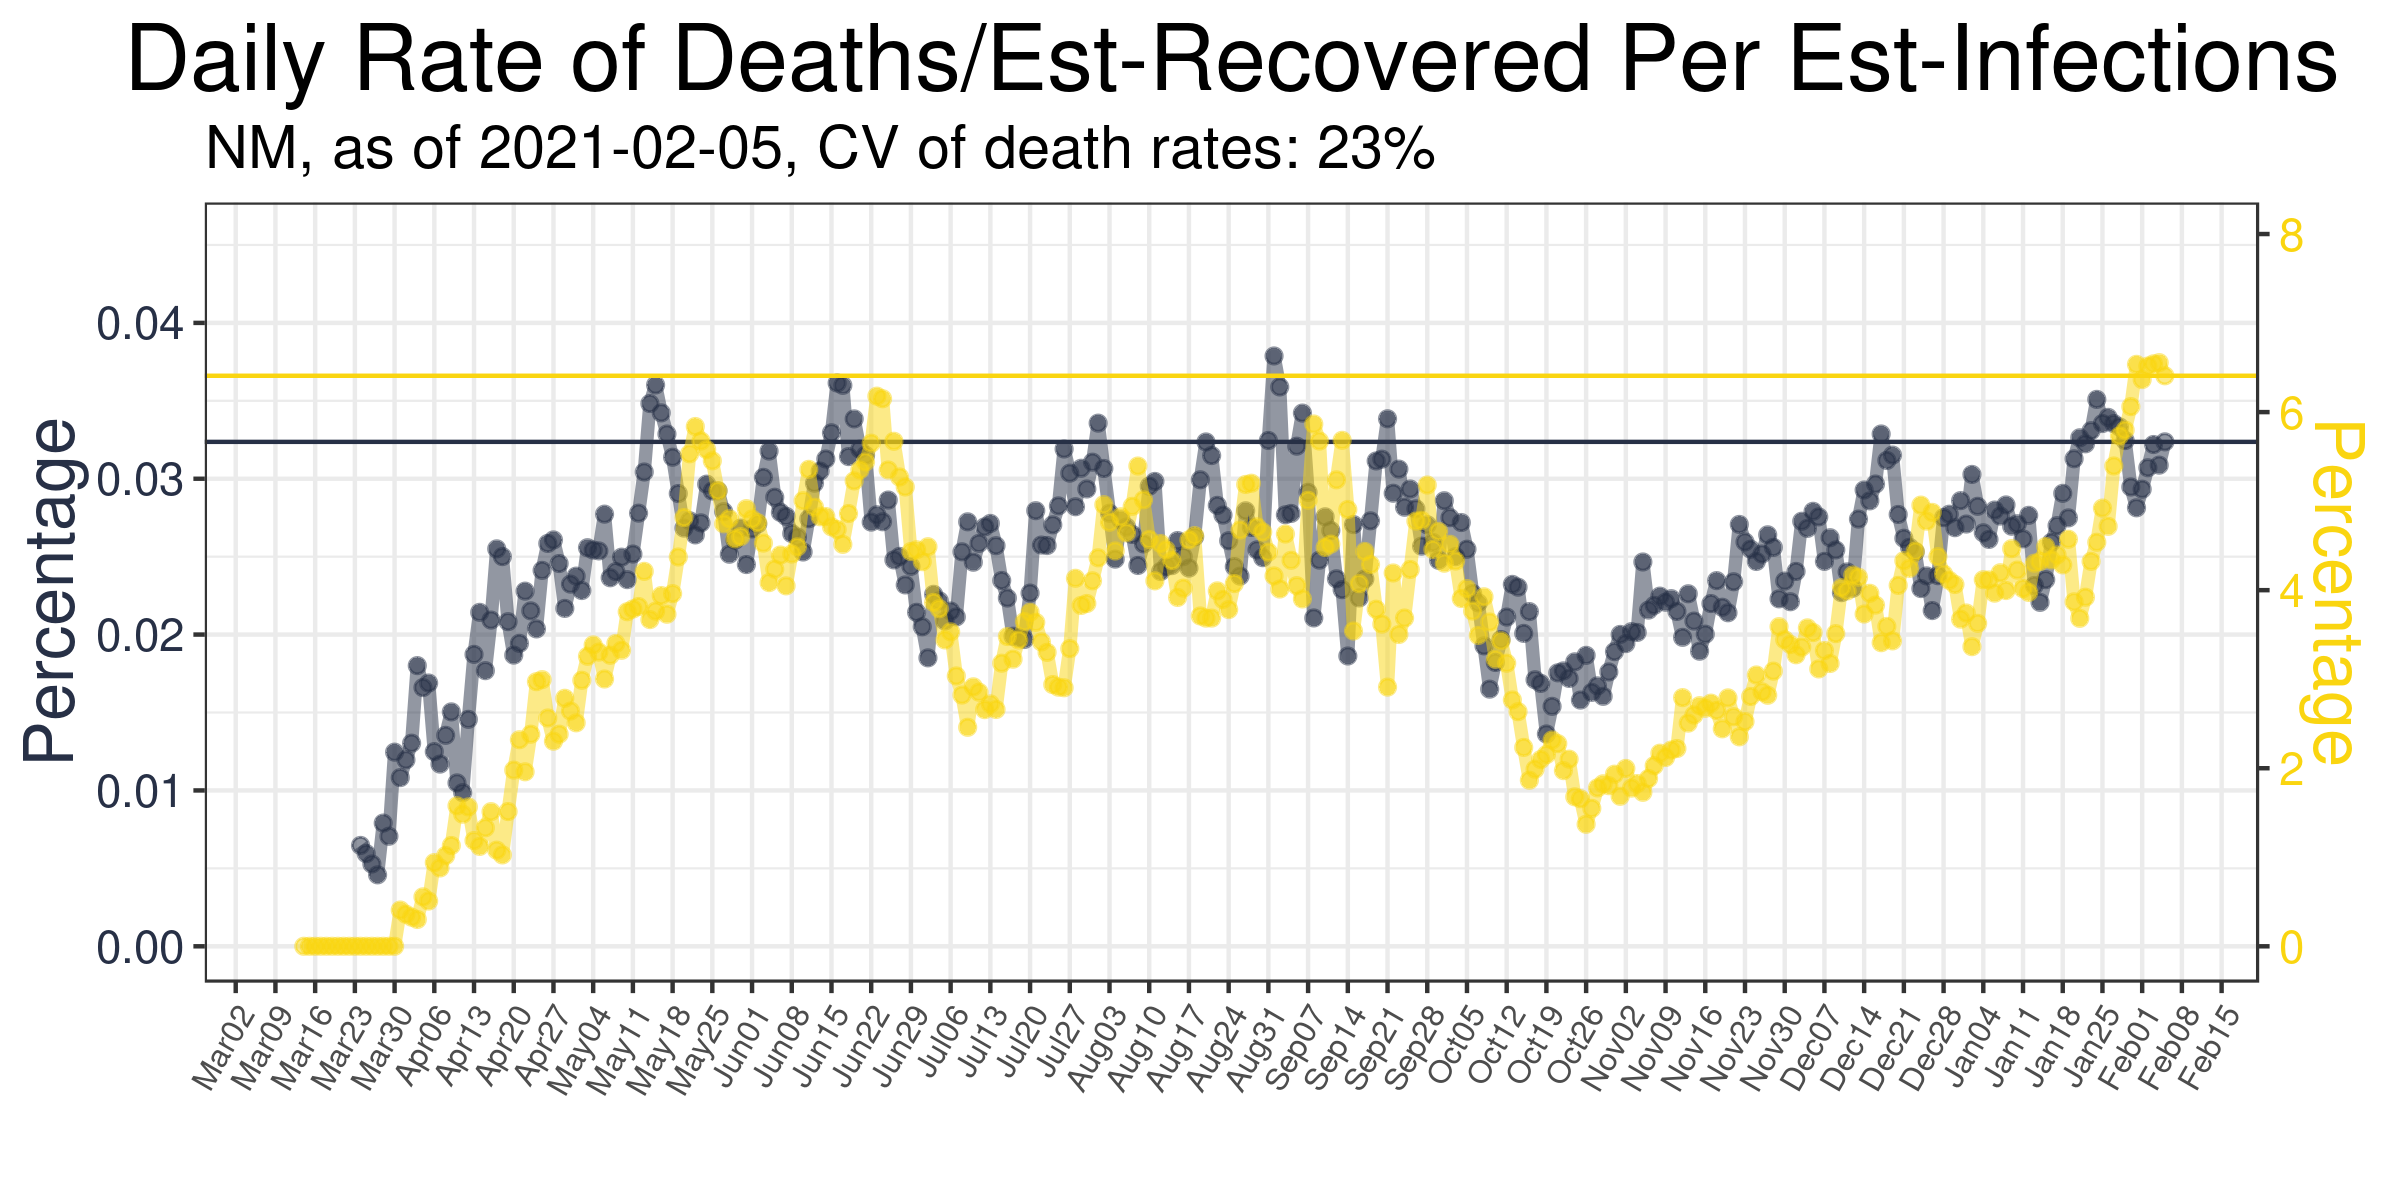 Daily Rate of Deaths/Est-Recovered Per Est-Infections
NM, as of 2021-02-05, CV of death rates: 23%
Percentage
0.04
0.03
0.02
0.01
0.00
8
6
4
2
0
Percentage
Mar02
Mar09
Mar16
Mar23
Mar30
Apr06
Apr13
Apr20
Apr27
May04
May11
May18
May25
Jun01
Jun08
Jun15
Jun22
Jun29
Jul06
Jul13
Jul20
Jul27
Aug03
Aug10
Aug17
Aug24
Aug31
Sep07
Sep14
Sep21
Sep28
Oct05
Oct12
Oct19
Oct26
Nov02
Nov09
Nov16
Nov23
Nov30
Dec07
Dec14
Dec21
Dec28
Jan04
Jan11
Jan18
Jan25
Feb01
Feb08
Feb15